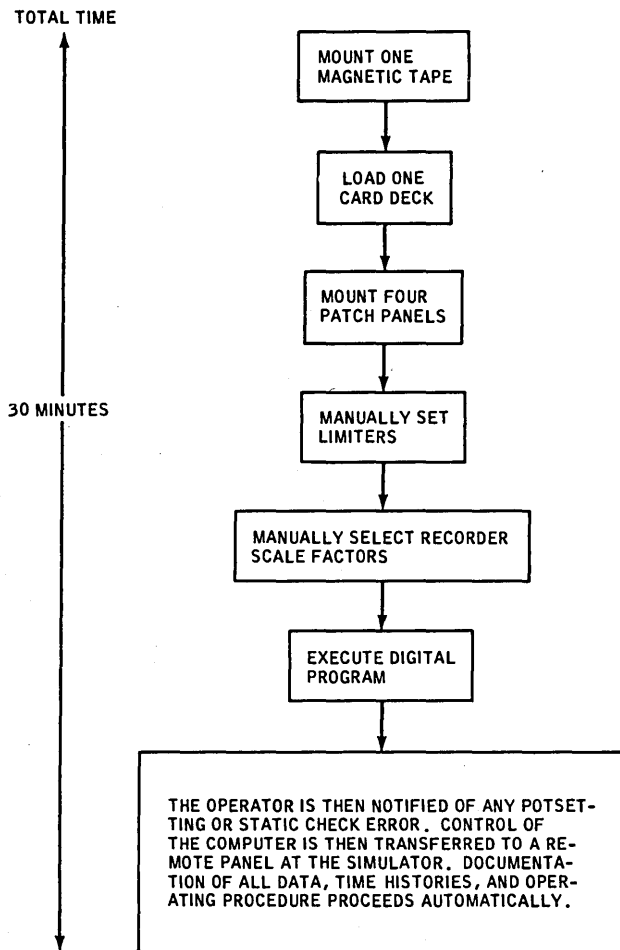 TOTAL TIME
MOUNT ONE
MAGNETIC TAPE
LOAD ONE
CARD DECK
MOUNT FOUR
PATCH PANELS
30 MINUTES
MANUALLY SET
LIMITERS
MANUALLY SELECT RECORDER
SCALE FACTORS
EXECUTE DIGITAL
PROGRAM
THE OPERATOR IS THEN NOTIFIED OF ANY POTSET-
TING OR STATIC CHECK ERROR. CONTROL OF
THE COMPUTER IS THEN TRANSFERRED TO A RE-
MOTE PANEL AT THE SIMULATOR. DOCUMENTA-
TION OF ALL DATA, TIME HISTORIES, AND OPER-
ATING PROCEDURE PROCEEDS AUTOMATICALLY.